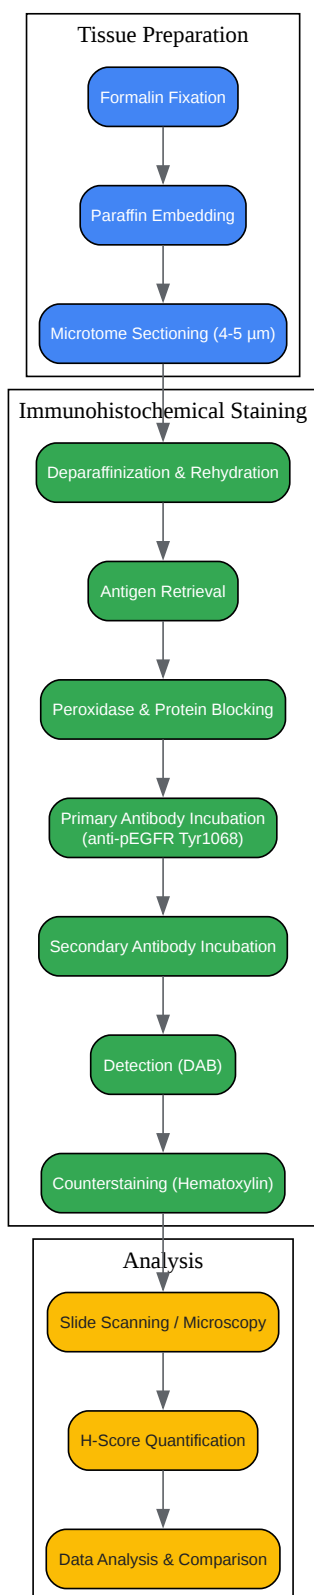 Tissue Preparation
Formalin Fixation
Paraffin Embedding
Microtome Sectioning (4-5 µm)
Immunohistochemical Staining
Deparaffinization & Rehydration
Antigen Retrieval
Peroxidase & Protein Blocking
Primary Antibody Incubation
(anti-pEGFR Tyr1068)
Secondary Antibody Incubation
Detection (DAB)
Counterstaining (Hematoxylin)
Analysis
Slide Scanning / Microscopy
H-Score Quantification
Data Analysis & Comparison